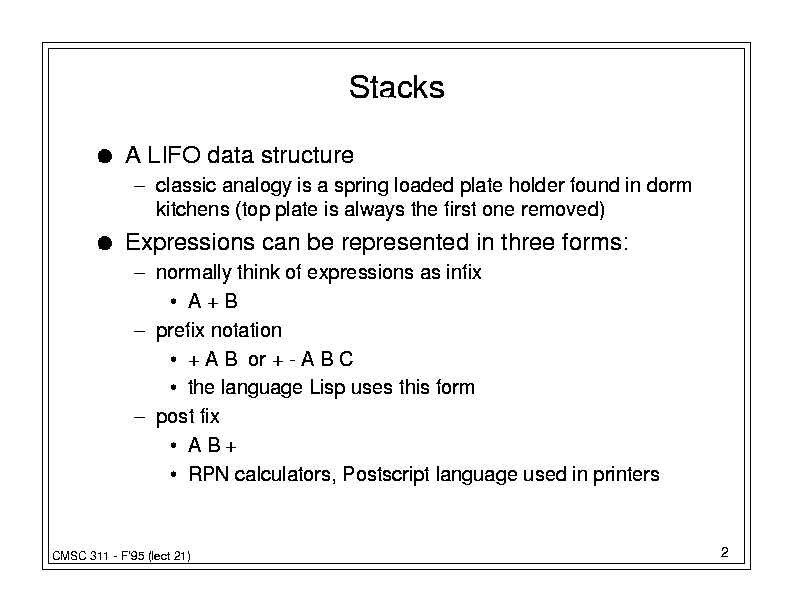 Stacks
● A LIFO data structure
– classic analogy is a spring loaded plate holder found in dorm
kitchens (top plate is always the first one removed)
● Expressions can be represented in three forms:
– normally think of expressions as infix
• A + B
– prefix notation
• + A B or + - A B C
• the language Lisp uses this form
– post fix
• A B +
• RPN calculators, Postscript language used in printers
CMSC 311 - F'95 (lect 21)
2